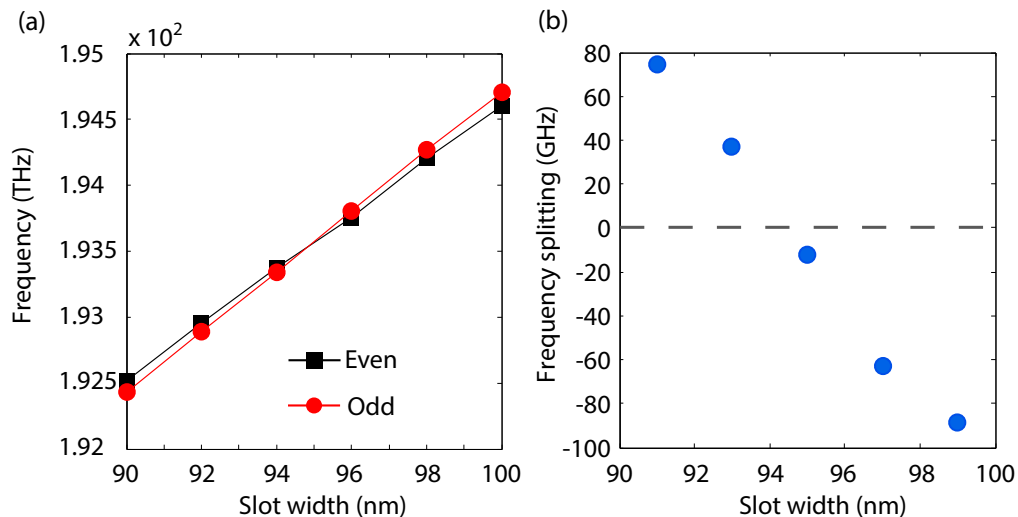 (a)
x 10²
1.95
1.945
1.94
1.935
1.93
1.925
1.92
Frequency (THz)
Even
Odd
90 92 94 96 98 100
Slot width (nm)
(b)
80
60
40
20
0
-20
-40
-60
-80
-100
Frequency splitting (GHz)
90 92 94 96 98 100
Slot width (nm)